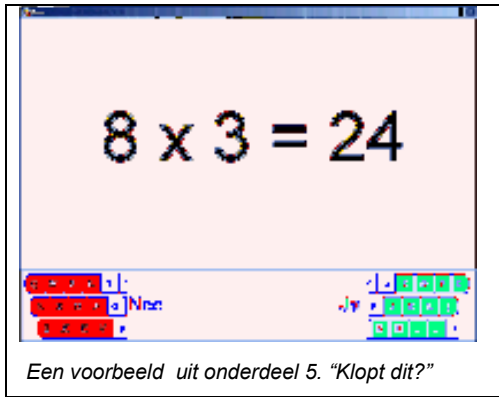 8 x 3 = 24
Nee
Ja
Een voorbeeld uit onderdeel 5. “Klopt dit?”